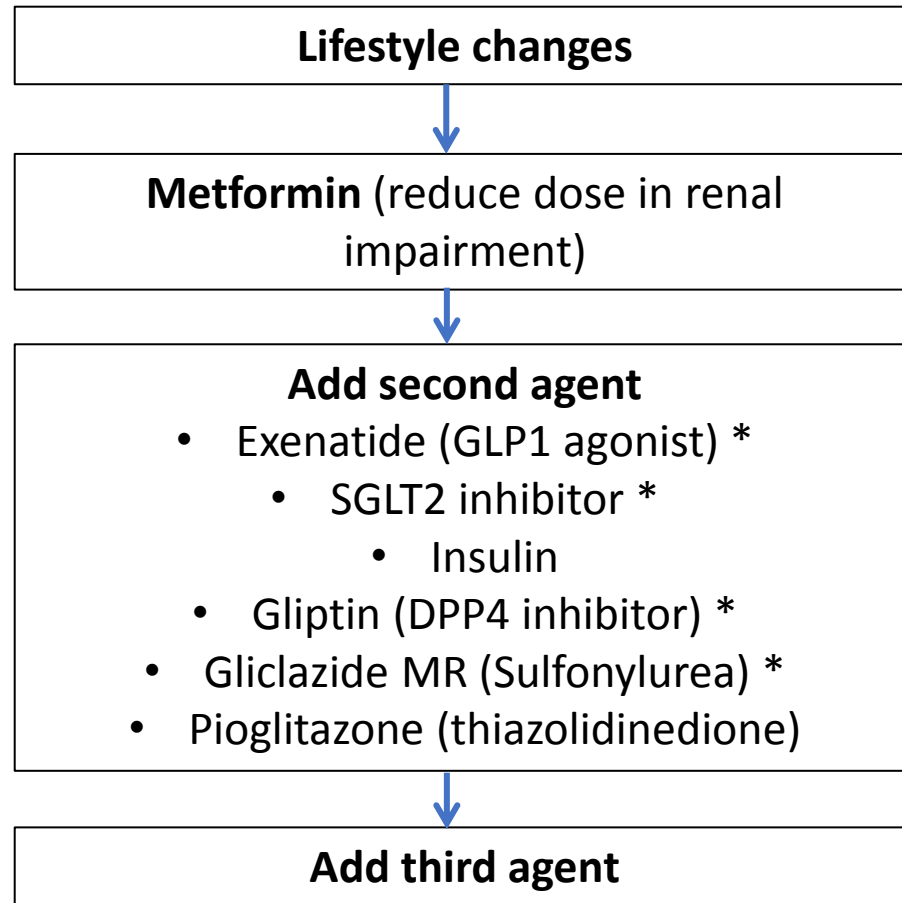 Lifestyle changes
Metformin (reduce dose in renal
impairment)
Add second agent
• Exenatide (GLP1 agonist) *
• SGLT2 inhibitor *
• Insulin
• Gliptin (DPP4 inhibitor) *
• Gliclazide MR (Sulfonylurea) *
• Pioglitazone (thiazolidinedione)
Add third agent